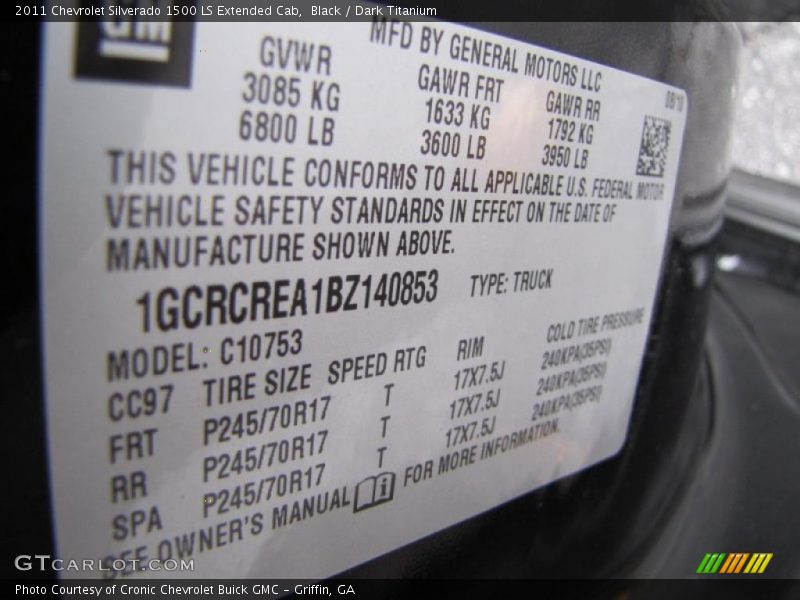 2011 Chevrolet Silverado 1500 LS Extended Cab,  Black / Dark Titanium
GM
MFD BY GENERAL MOTORS LLC
08/10
GVWR GAWR FRT GAWR RR
3085 KG 1633 KG 1792 KG
6800 LB 3600 LB 3950 LB
THIS VEHICLE CONFORMS TO ALL APPLICABLE U.S. FEDERAL MOTOR
VEHICLE SAFETY STANDARDS IN EFFECT ON THE DATE OF
MANUFACTURE SHOWN ABOVE.
1GCRCREA1BZ140853 TYPE: TRUCK
MODEL: C10753
CC97 TIRE SIZE SPEED RTG RIM COLD TIRE PRESSURE
FRT P245/70R17 T 17X7.5J 240KPA(35PSI)
RR P245/70R17 T 17X7.5J 240KPA(35PSI)
SPA P245/70R17 T 17X7.5J 240KPA(35PSI)
SEE OWNER'S MANUAL FOR MORE INFORMATION.
GTcarlot.com
Photo Courtesy of Cronic Chevrolet Buick GMC – Griffin, GA